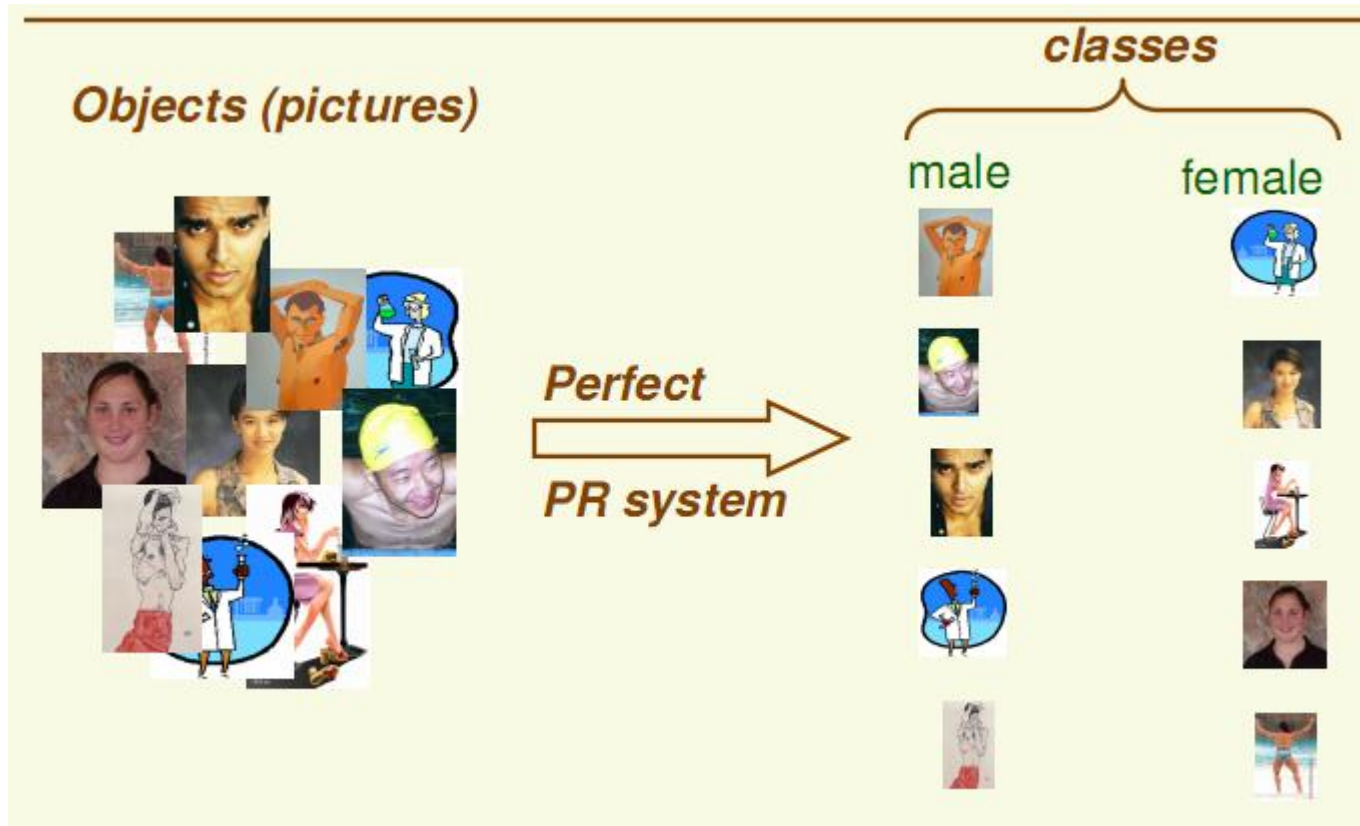 classes
Objects (pictures)
male
female
Perfect
PR system